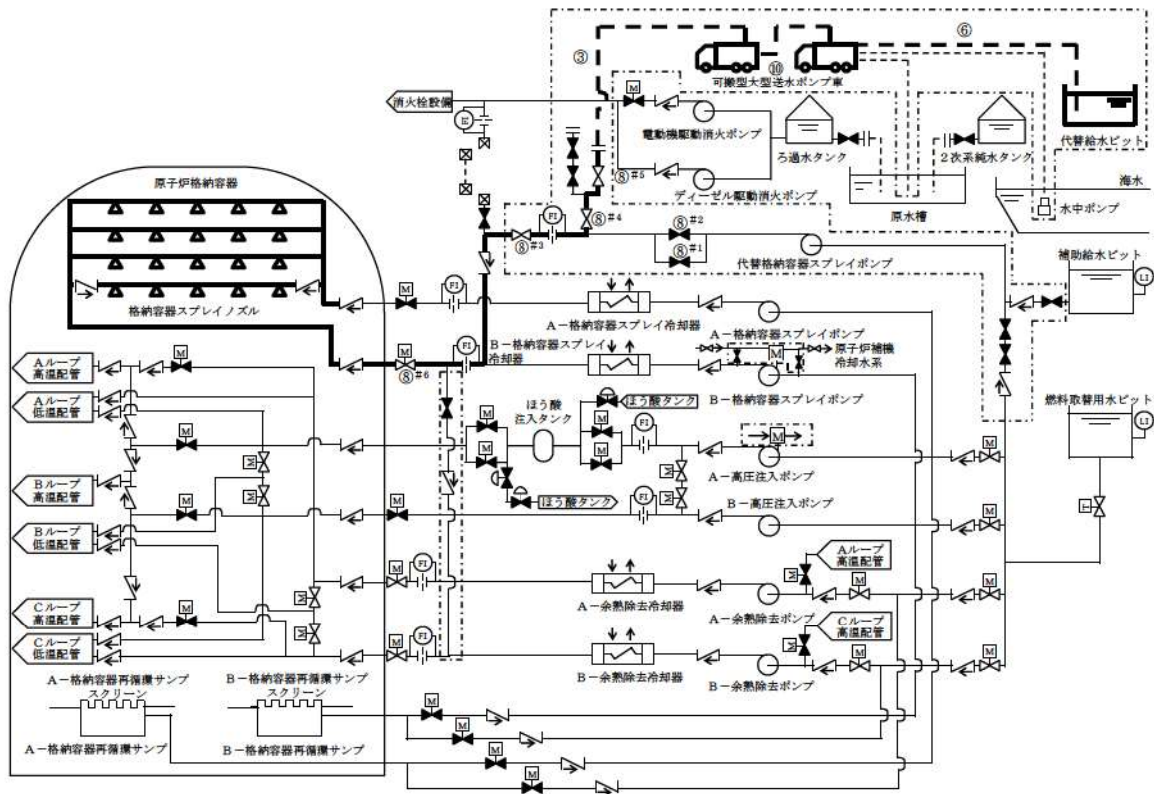 ③
⑥
⑩
可搬型大型送水ポンプ車
消火栓設備
E
M
電動機駆動消火ポンプ
ろ過水タンク
2次系純水タンク
代替給水ピット
⑧#5
ディーゼル駆動消火ポンプ
原水槽
海水
水中ポンプ
原子炉格納容器
FI
⑧#4
⑧#3
⑧#2
⑧#1
代替格納容器スプレイポンプ
補助給水ピット
LI
格納容器スプレイノズル
M
FI
A-格納容器スプレイ冷却器
A-格納容器スプレイポンプ
B-格納容器スプレイ
冷却器
FI
M
⑧#6
M
原子炉補機
冷却水系
B-格納容器スプレイポンプ
燃料取替用水ピット
LI
Aループ
高温配管
M
Aループ
低温配管
M
M
ほう酸
注入タンク
ほう酸タンク
M
M
FI
M
M
A-高圧注入ポンプ
M
M
M
M
ほう酸タンク
FI
M
M
T
Bループ
高温配管
M
M
B-高圧注入ポンプ
M
Bループ
低温配管
M
FI
Aループ
高温配管
M
M
M
A-余熱除去冷却器
A-余熱除去ポンプ
Cループ
高温配管
M
M
Cループ
低温配管
M
M
FI
Cループ
高温配管
M
M
M
B-余熱除去冷却器
B-余熱除去ポンプ
A-格納容器再循環サンプ
スクリーン
B-格納容器再循環サンプ
スクリーン
M
M
A-格納容器再循環サンプ
B-格納容器再循環サンプ
M
M